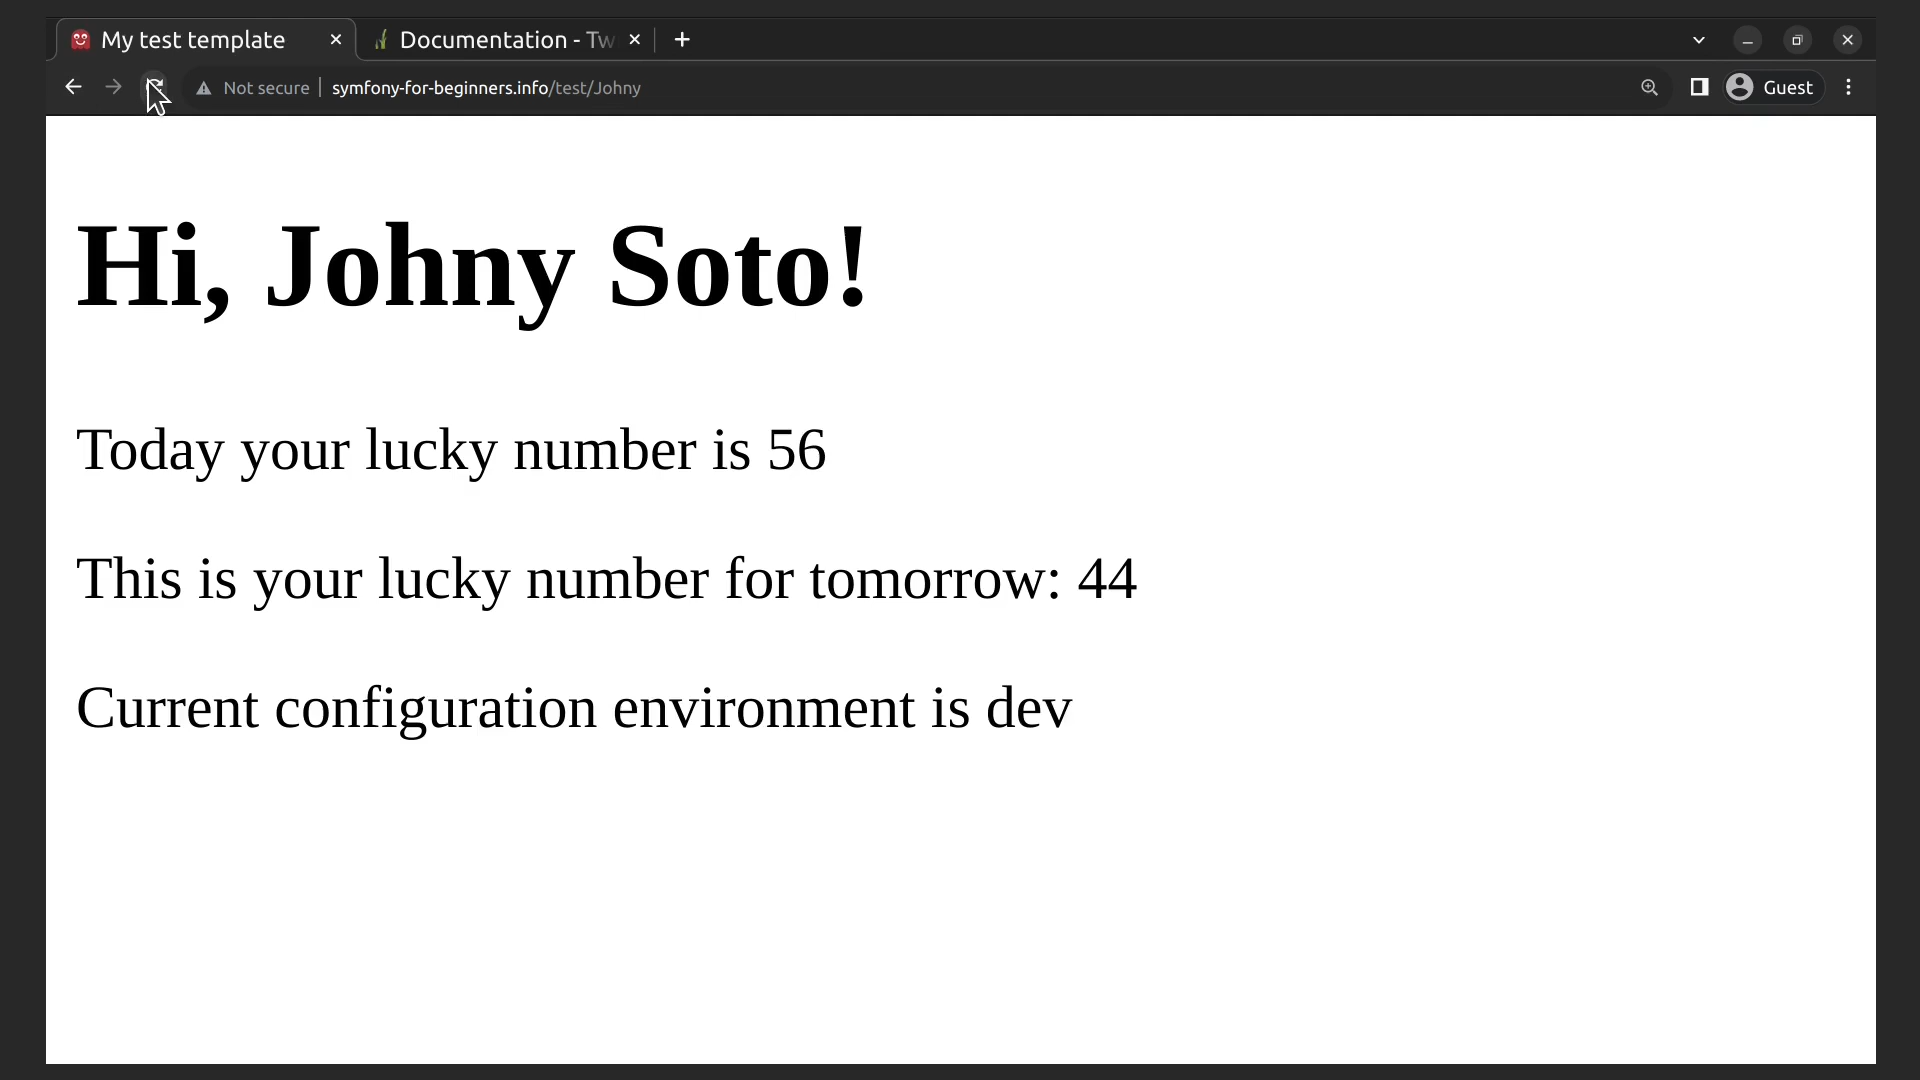 My test template
Documentation - Tw
Not secure
symfony-for-beginners.info/test/Johny
Guest
Hi, Johny Soto!
Today your lucky number is 56
This is your lucky number for tomorrow: 44
Current configuration environment is dev